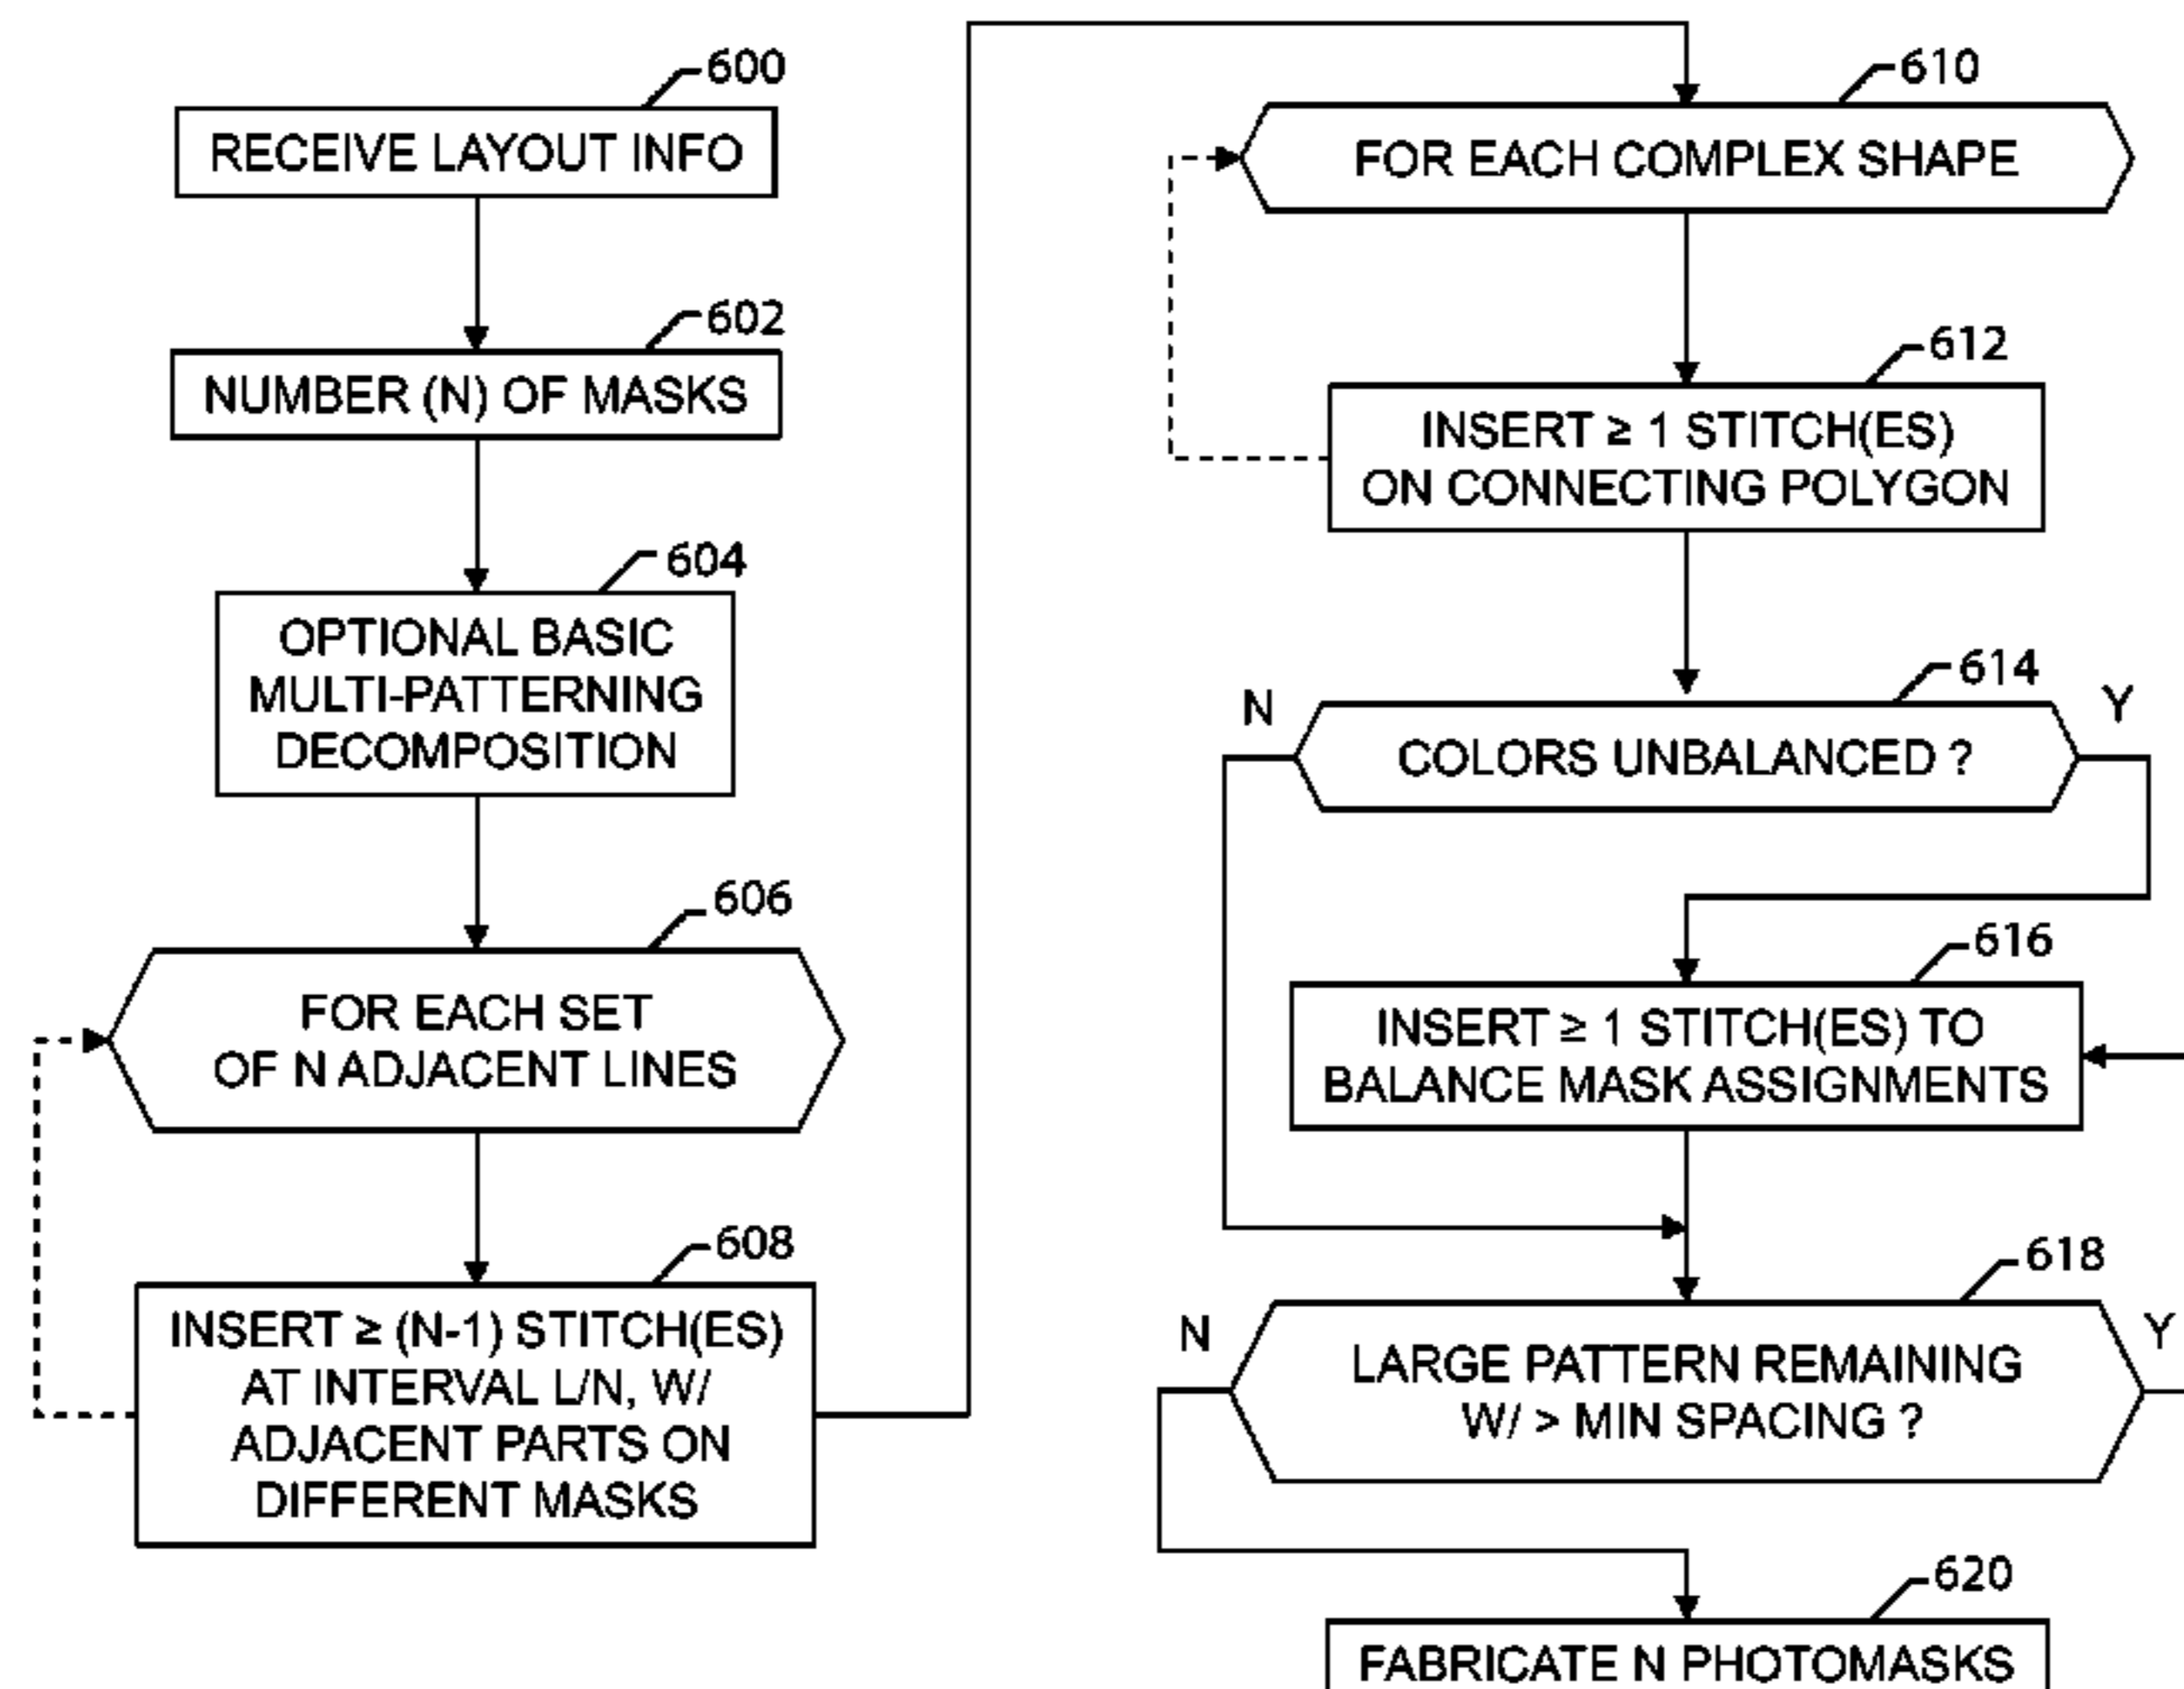 600
RECEIVE LAYOUT INFO
602
NUMBER (N) OF MASKS
604
OPTIONAL BASIC
MULTI-PATTERNING
DECOMPOSITION
606
FOR EACH SET
OF N ADJACENT LINES
608
INSERT ≥ (N-1) STITCH(ES)
AT INTERVAL L/N, W/
ADJACENT PARTS ON
DIFFERENT MASKS
610
FOR EACH COMPLEX SHAPE
612
INSERT ≥ 1 STITCH(ES)
ON CONNECTING POLYGON
614
N
Y
COLORS UNBALANCED ?
616
INSERT ≥ 1 STITCH(ES) TO
BALANCE MASK ASSIGNMENTS
618
N
Y
LARGE PATTERN REMAINING
W/ > MIN SPACING ?
620
FABRICATE N PHOTOMASKS